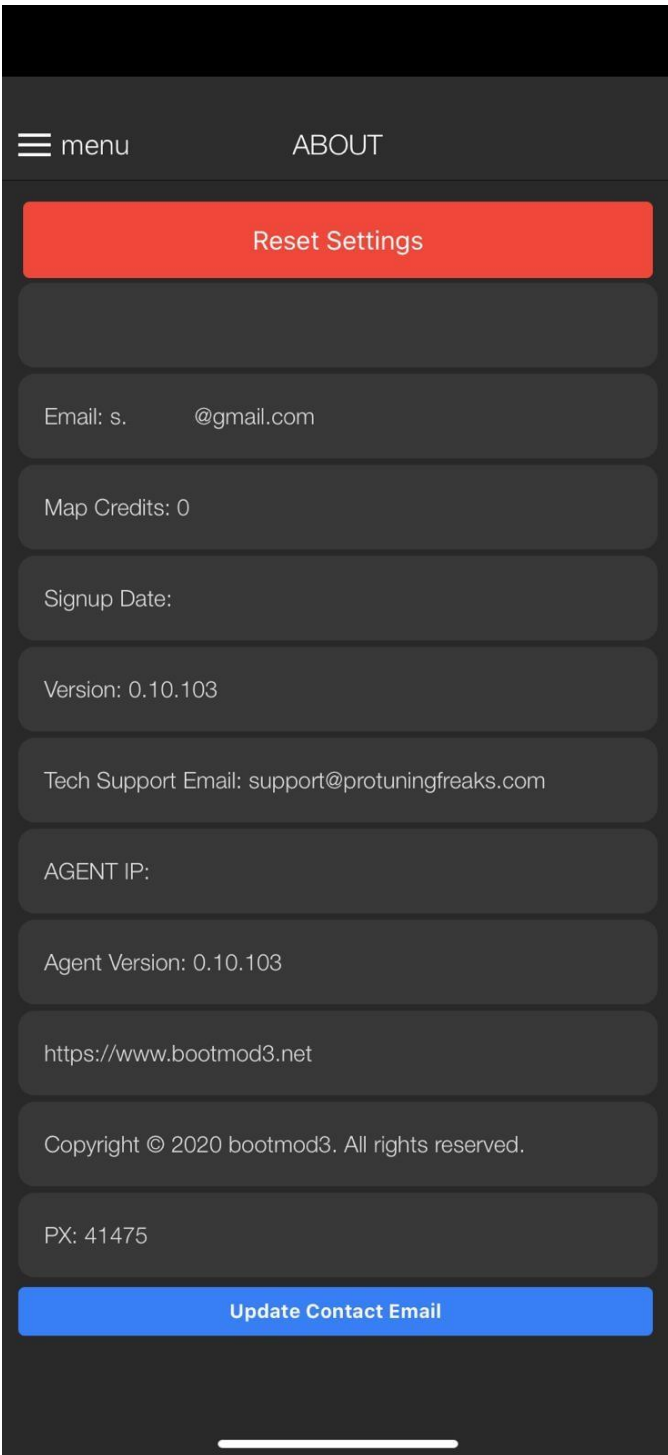 menu
ABOUT
Reset Settings
Email: s. @gmail.com
Map Credits: 0
Signup Date:
Version: 0.10.103
Tech Support Email: support@protuningfreaks.com
AGENT IP:
Agent Version: 0.10.103
https://www.bootmod3.net
Copyright © 2020 bootmod3. All rights reserved.
PX: 41475
Update Contact Email